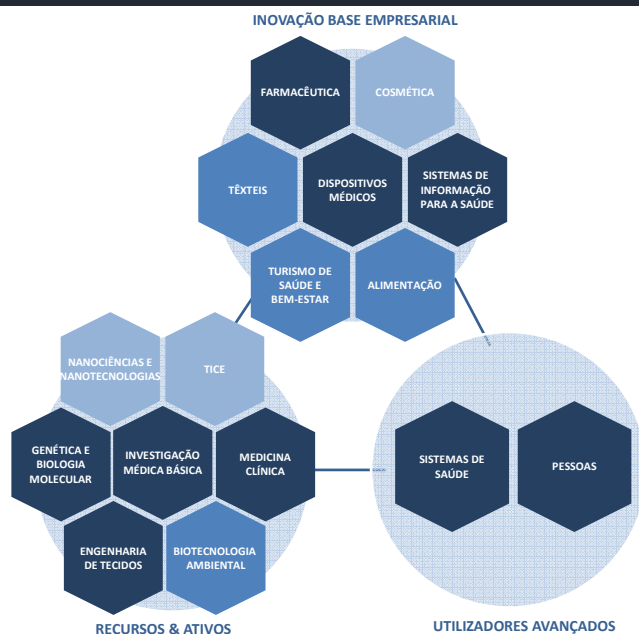 INOVAÇÃO BASE EMPRESARIAL
FARMACÊUTICA
COSMÉTICA
TÊXTEIS
DISPOSITIVOS
MÉDICOS
SISTEMAS DE
INFORMAÇÃO
PARA A SAÚDE
TURISMO DE
SAÚDE E
BEM-ESTAR
ALIMENTAÇÃO
NANOCIÊNCIAS E
NANOTECNOLOGIAS
TICE
GENÉTICA E
BIOLOGIA
MOLECULAR
INVESTIGAÇÃO
MÉDICA BÁSICA
MEDICINA
CLÍNICA
ENGENHARIA
DE TECIDOS
BIOTECNOLOGIA
AMBIENTAL
SISTEMAS DE
SAÚDE
PESSOAS
RECURSOS & ATIVOS
UTILIZADORES AVANÇADOS